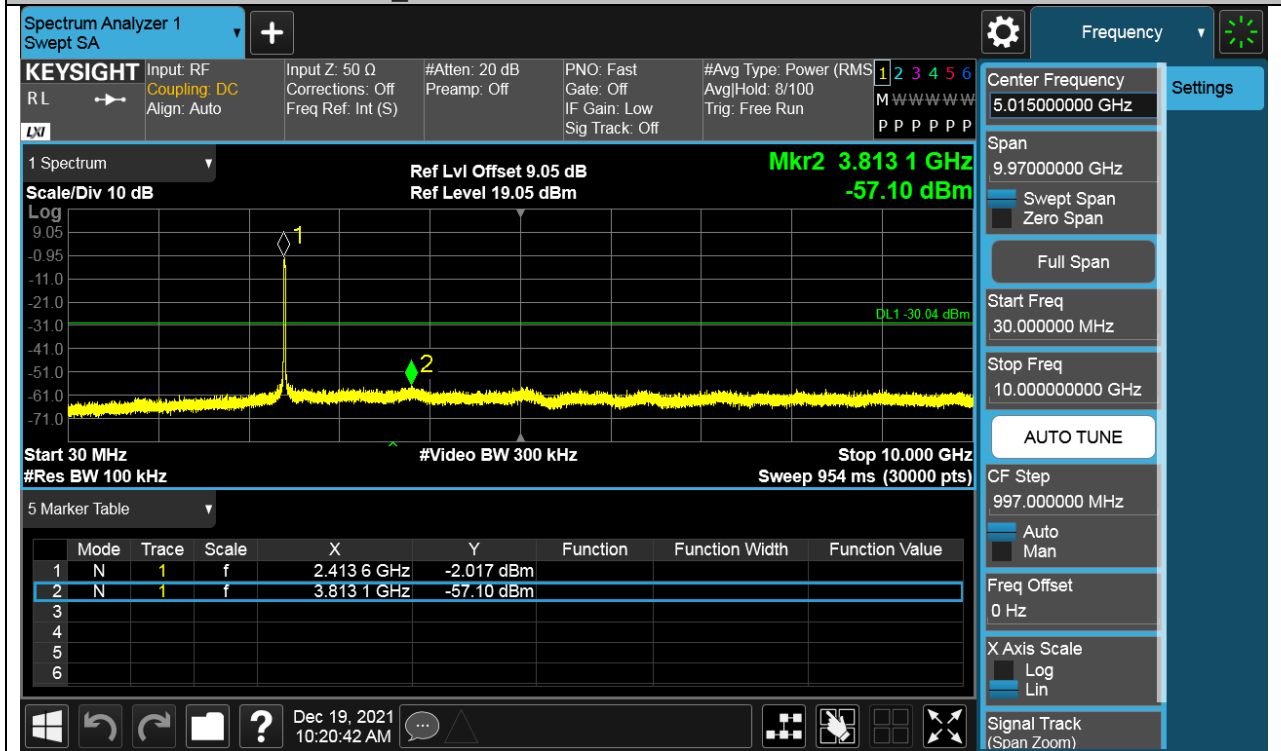 Spectrum Analyzer 1
Swept SA
+
Frequency
KEYSIGHT
RL
LXI
Input: RF
Coupling: DC
Align: Auto
Input Z: 50 Ω
Corrections: Off
Freq Ref: Int (S)
#Atten: 20 dB
Preamp: Off
PNO: Fast
Gate: Off
IF Gain: Low
Sig Track: Off
#Avg Type: Power (RMS
Avg|Hold: 8/100
Trig: Free Run
1 2 3 4 5 6
M W W W W W
P P P P P P
1 Spectrum
Scale/Div 10 dB
Ref Lvl Offset 9.05 dB
Ref Level 19.05 dBm
Mkr2 3.813 1 GHz
-57.10 dBm
Log
9.05
-0.95
-11.0
-21.0
-31.0
-41.0
-51.0
-61.0
-71.0
1
2
DL1 -30.04 dBm
Start 30 MHz
#Video BW 300 kHz
Stop 10.000 GHz
#Res BW 100 kHz
Sweep 954 ms (30000 pts)
5 Marker Table
Mode Trace Scale X Y Function Function Width Function Value
1 N 1 f 2.413 6 GHz -2.017 dBm
2 N 1 f 3.813 1 GHz -57.10 dBm
3
4
5
6
Center Frequency
5.015000000 GHz
Settings
Span
9.97000000 GHz
Swept Span
Zero Span
Full Span
Start Freq
30.000000 MHz
Stop Freq
10.000000000 GHz
AUTO TUNE
CF Step
997.000000 MHz
Auto
Man
Freq Offset
0 Hz
X Axis Scale
Log
Lin
Signal Track
(Span Zoom)
?
Dec 19, 2021
10:20:42 AM